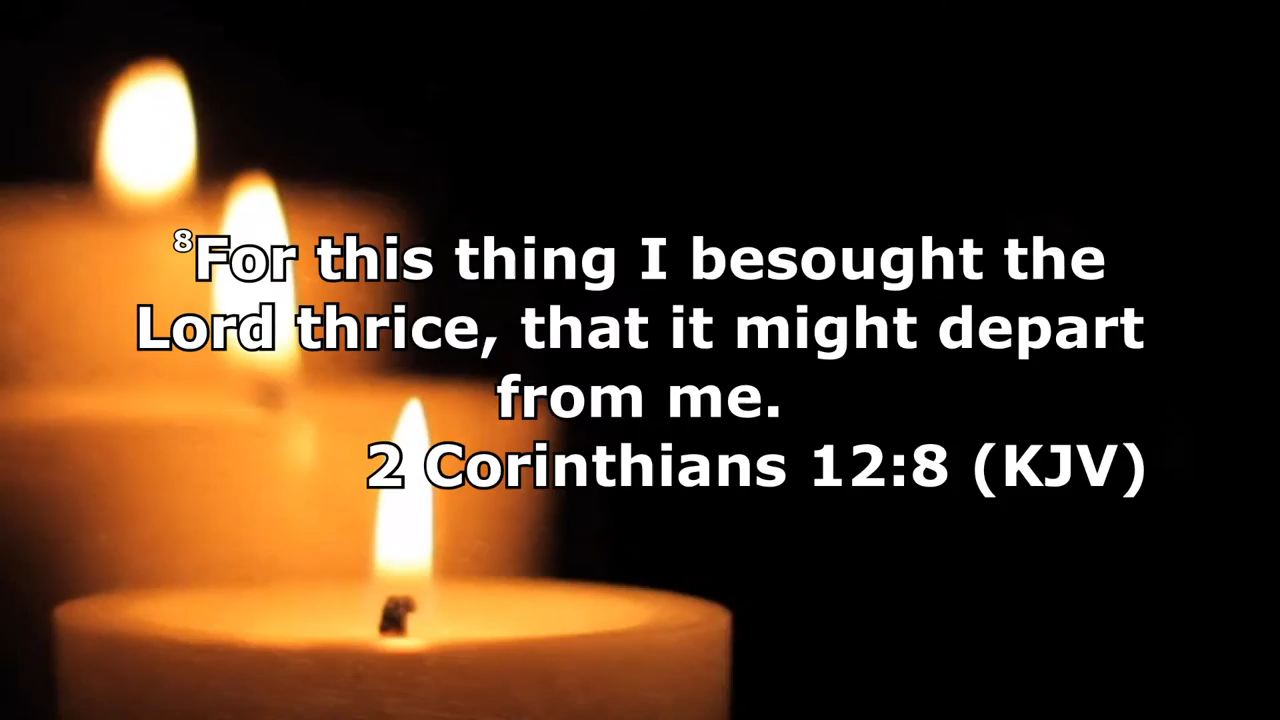 ⁸For this thing I besought the
Lord thrice, that it might depart
from me.
2 Corinthians 12:8 (KJV)